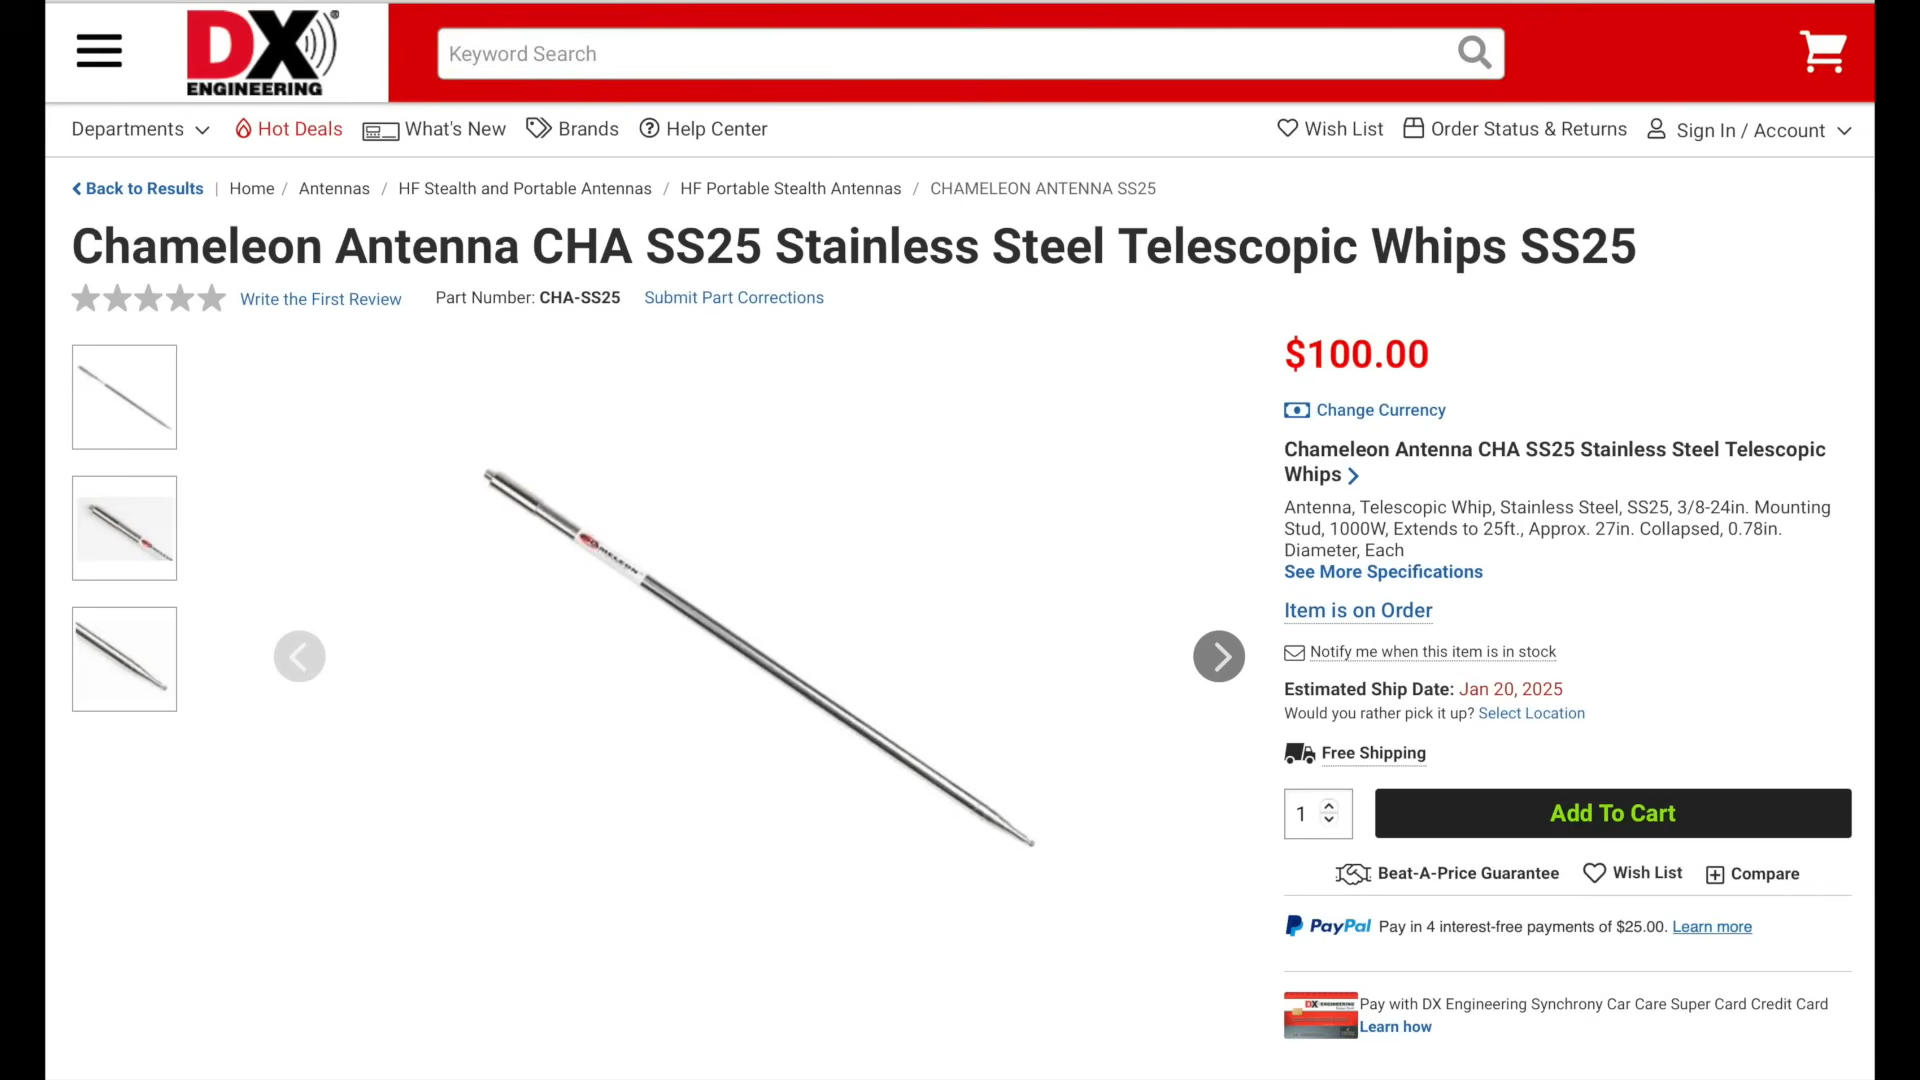 DX®
ENGINEERING
Keyword Search
Departments
Hot Deals
What's New
Brands
Help Center
Wish List
Order Status & Returns
Sign In / Account
Back to Results | Home / Antennas / HF Stealth and Portable Antennas / HF Portable Stealth Antennas / CHAMELEON ANTENNA SS25
Chameleon Antenna CHA SS25 Stainless Steel Telescopic Whips SS25
Write the First Review
Part Number: CHA-SS25
Submit Part Corrections
$100.00
Change Currency
Chameleon Antenna CHA SS25 Stainless Steel Telescopic
Whips
Antenna, Telescopic Whip, Stainless Steel, SS25, 3/8-24in. Mounting
Stud, 1000W, Extends to 25ft., Approx. 27in. Collapsed, 0.78in.
Diameter, Each
See More Specifications
Item is on Order
Notify me when this item is in stock
Estimated Ship Date: Jan 20, 2025
Would you rather pick it up? Select Location
Free Shipping
1
Add To Cart
Beat-A-Price Guarantee
Wish List
Compare
PayPal Pay in 4 interest-free payments of $25.00. Learn more
Pay with DX Engineering Synchrony Car Care Super Card Credit Card
Learn how